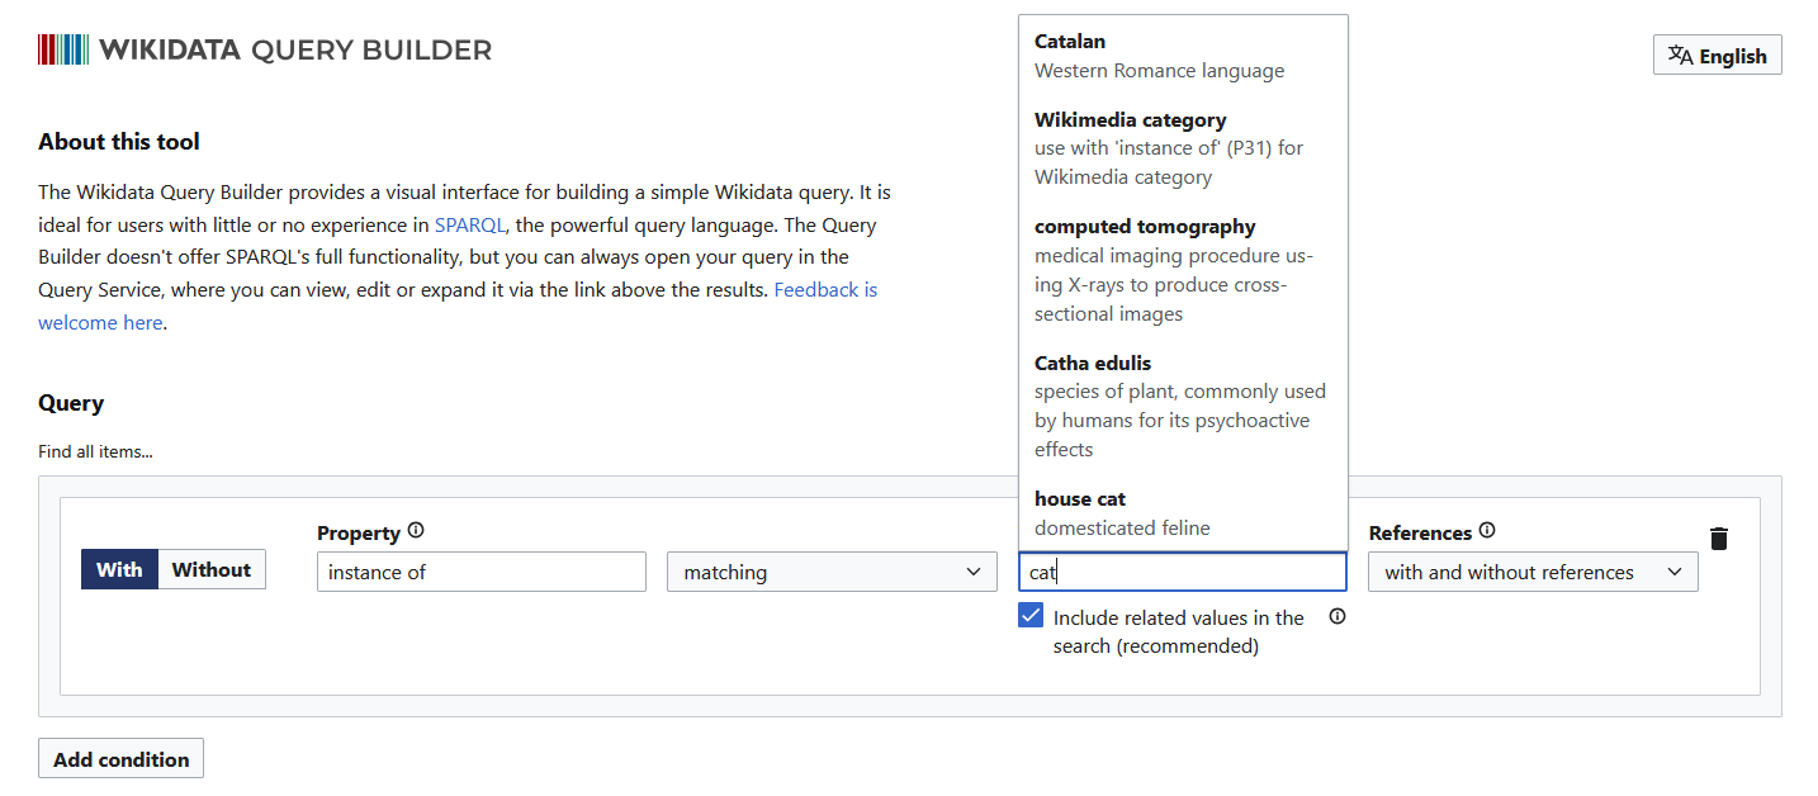 WIKIDATA QUERY BUILDER
English
About this tool
The Wikidata Query Builder provides a visual interface for building a simple Wikidata query. It is
ideal for users with little or no experience in SPARQL, the powerful query language. The Query
Builder doesn't offer SPARQL's full functionality, but you can always open your query in the
Query Service, where you can view, edit or expand it via the link above the results. Feedback is
welcome here.
Catalan
Western Romance language
Wikimedia category
use with 'instance of' (P31) for
Wikimedia category
computed tomography
medical imaging procedure us-
ing X-rays to produce cross-
sectional images
Catha edulis
species of plant, commonly used
by humans for its psychoactive
effects
house cat
domesticated feline
Query
Find all items...
With
Without
Property
instance of
matching
cat
Include related values in the
search (recommended)
References
with and without references
Add condition